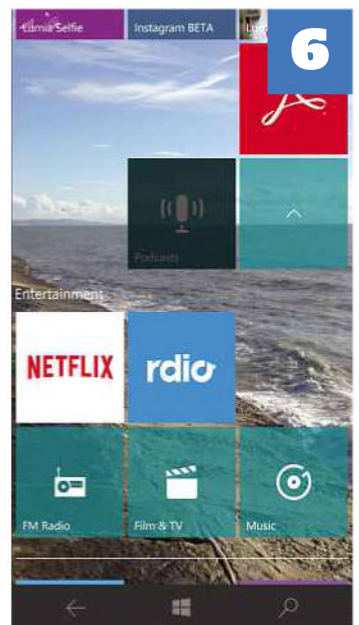 Lumia Selfie
Instagram BETA
6
Podcasts
Entertainment
NETFLIX
rdio
FM Radio
Film & TV
Music